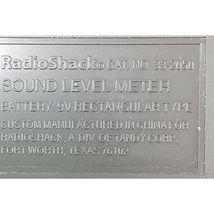 RadioShack® CAT. NO. 33-2050
SOUND LEVEL METER
BATTERY: 9V RECTANGULAR TYPE
CUSTOM MANUFACTURED IN CHINA FOR
RADIOSHACK, A DIV. OF TANDY CORP.
FORT WORTH, TEXAS 76102